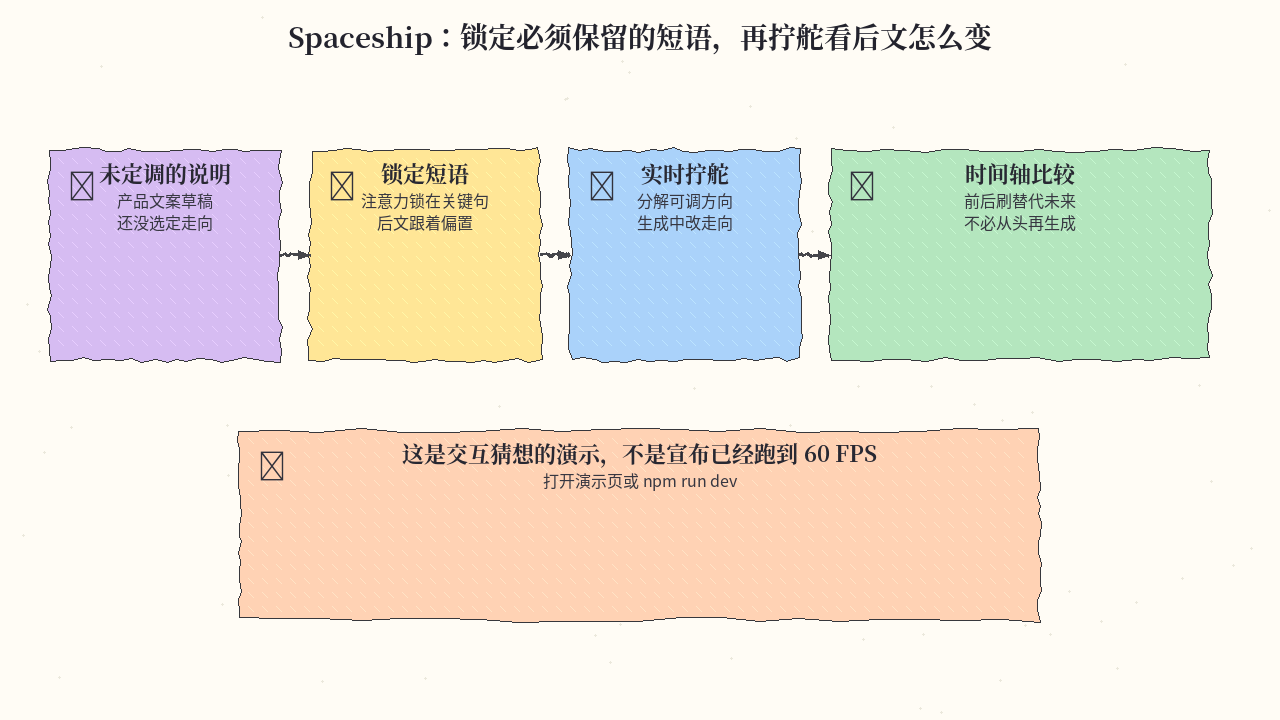 Spaceship：锁定必须保留的短语，再拧舵看后文怎么变
未定调的说明
产品文案草稿
还没选定走向
锁定短语
注意力锁在关键句
后文跟着偏置
实时拧舵
分解可调方向
生成中改走向
时间轴比较
前后刷替代未来
不必从头再生成
这是交互猜想的演示，不是宣布已经跑到 60 FPS
打开演示页或 npm run dev